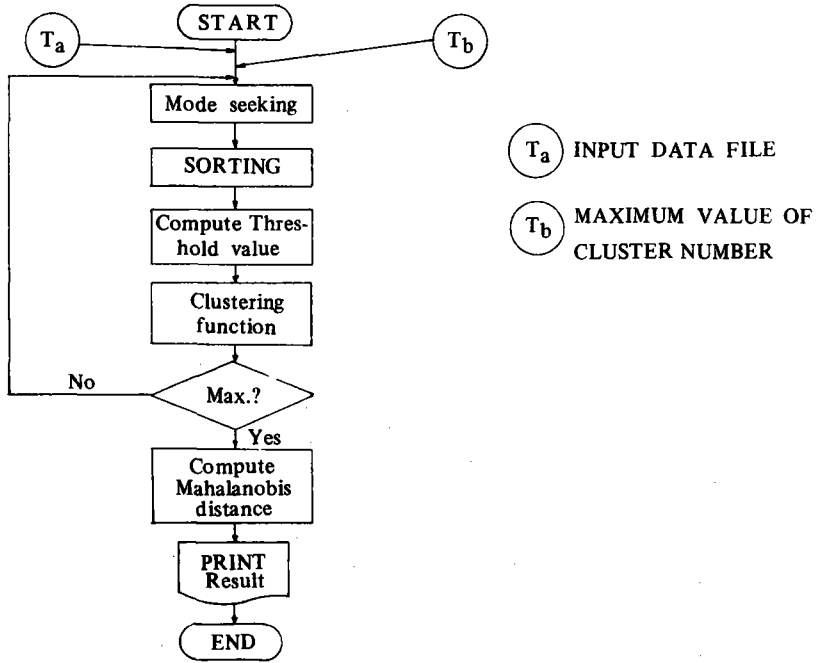 START
Ta
Tb
Mode seeking
SORTING
Compute Thres-
hold value
Clustering
function
Max.?
No
Yes
Compute
Mahalanobis
distance
PRINT
Result
END
Ta INPUT DATA FILE
Tb MAXIMUM VALUE OF
CLUSTER NUMBER